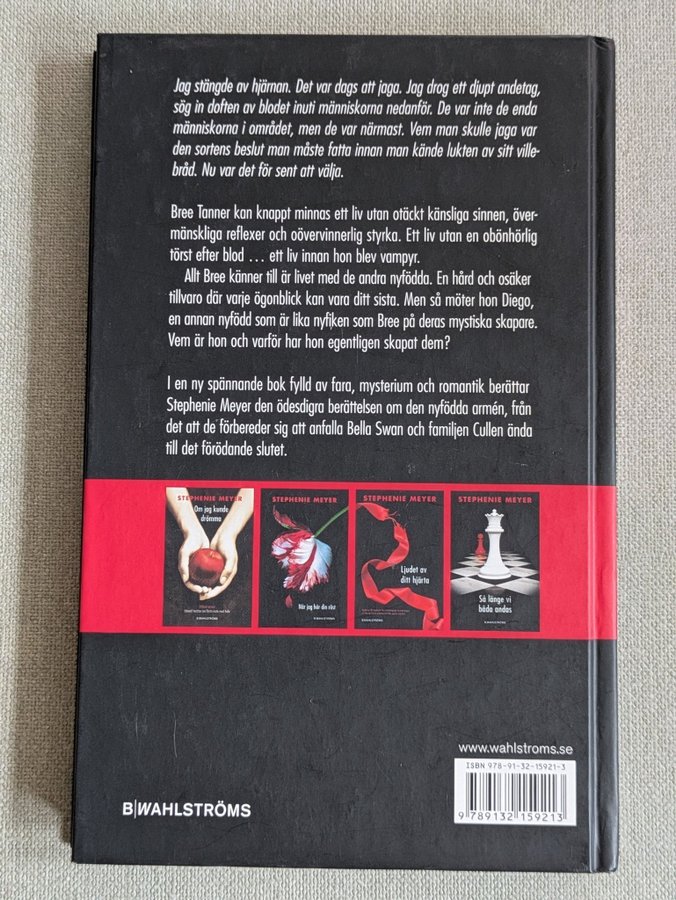 Jag stängde av hjärnan. Det var dags att jaga. Jag drog ett djupt andetag,
sög in doften av blodet inuti människorna nedanför. De var inte de enda
människorna i området, men de var närmast. Vem man skulle jaga var
den sortens beslut man måste fatta innan man kände lukten av sitt ville-
bråd. Nu var det för sent att välja.
Bree Tanner kan knappt minnas ett liv utan otäckt känsliga sinnen, över-
mänskliga reflexer och oövervinnerlig styrka. Ett liv utan en obönhörlig
törst efter blod ... ett liv innan hon blev vampyr.
Allt Bree känner till är livet med de andra nyfödda. En hård och osäker
tillvaro där varje ögonblick kan vara ditt sista. Men så möter hon Diego,
en annan nyfödd som är lika nyfiken som Bree på deras mystiska skapare.
Vem är hon och varför har hon egentligen skapat dem?
I en ny spännande bok fylld av fara, mysterium och romantik berättar
Stephenie Meyer den ödesdigra berättelsen om den nyfödda armén, från
det att de förbereder sig att anfalla Bella Swan och familjen Cullen ända
till det förödande slutet.
STEPHENIE MEYER
Om jag kunde
drömma
B WAHLSTRÖMS
STEPHENIE MEYER
När jag hör din röst
B WAHLSTRÖMS
STEPHENIE MEYER
Ljudet av
ditt hjärta
B WAHLSTRÖMS
STEPHENIE MEYER
Så länge vi
båda andas
B WAHLSTRÖMS
www.wahlstroms.se
ISBN 978-91-32-15921-3
9 789132 159213
B|WAHLSTRÖMS